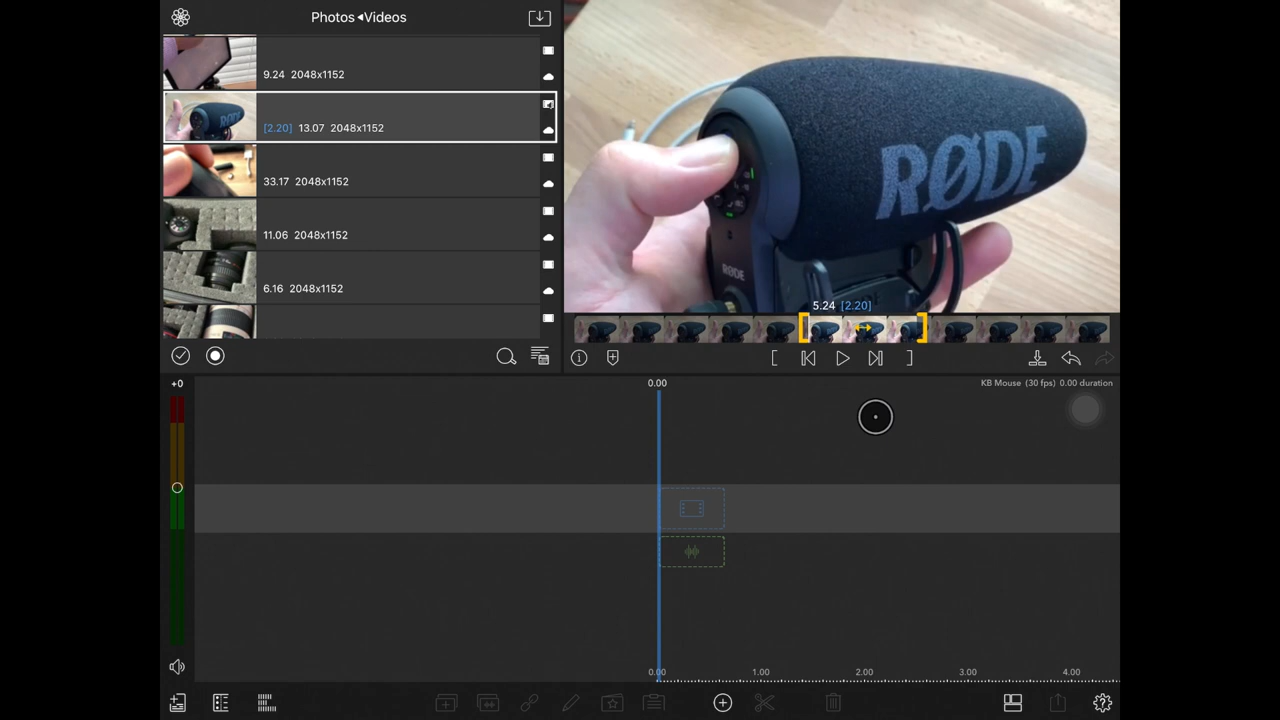 Photos◂Videos
9.24 2048x1152
[2.20] 13.07 2048x1152
33.17 2048x1152
11.06 2048x1152
6.16 2048x1152
RØDE
RØDE
5.24 [2.20]
+0
0.00
KB Mouse (30 fps) 0.00 duration
0.00 1.00 2.00 3.00 4.00